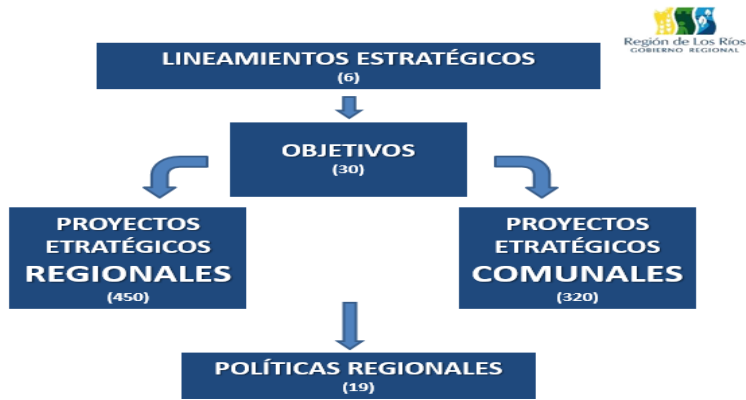 Región de Los Ríos
GOBIERNO REGIONAL
LINEAMIENTOS ESTRATÉGICOS
(6)
OBJETIVOS
(30)
PROYECTOS
ETRATÉGICOS
REGIONALES
(450)
PROYECTOS
ETRATÉGICOS
COMUNALES
(320)
POLÍTICAS REGIONALES
(19)